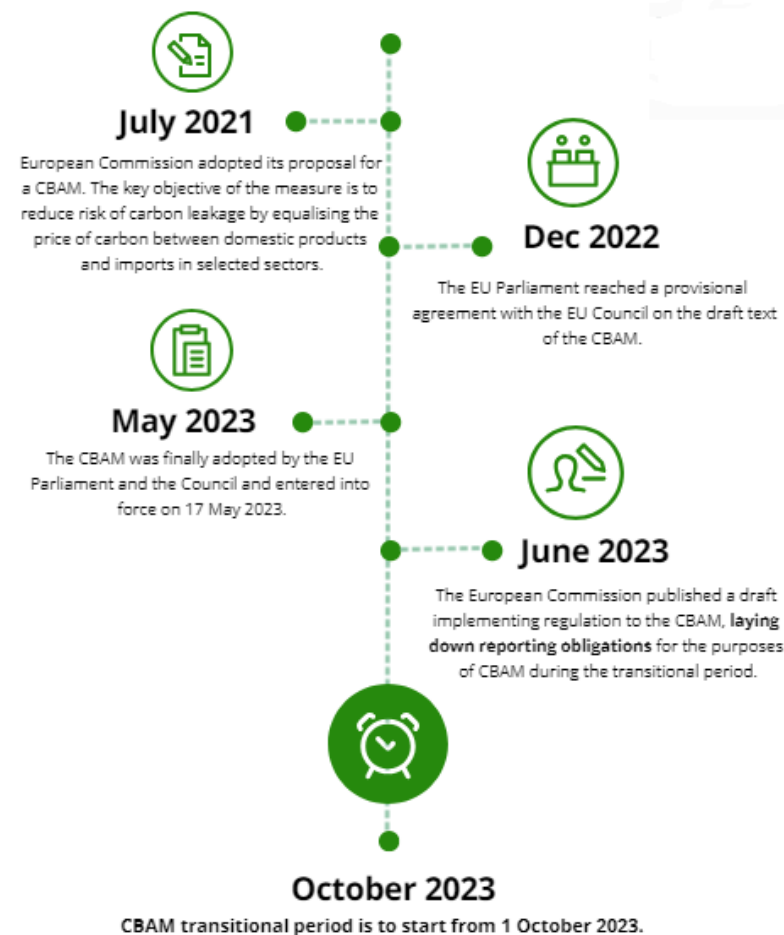 July 2021
European Commission adopted its proposal for
a CBAM. The key objective of the measure is to
reduce risk of carbon leakage by equalising the
price of carbon between domestic products
and imports in selected sectors.
Dec 2022
The EU Parliament reached a provisional
agreement with the EU Council on the draft text
of the CBAM.
May 2023
The CBAM was finally adopted by the EU
Parliament and the Council and entered into
force on 17 May 2023.
June 2023
The European Commission published a draft
implementing regulation to the CBAM, laying
down reporting obligations for the purposes
of CBAM during the transitional period.
October 2023
CBAM transitional period is to start from 1 October 2023.